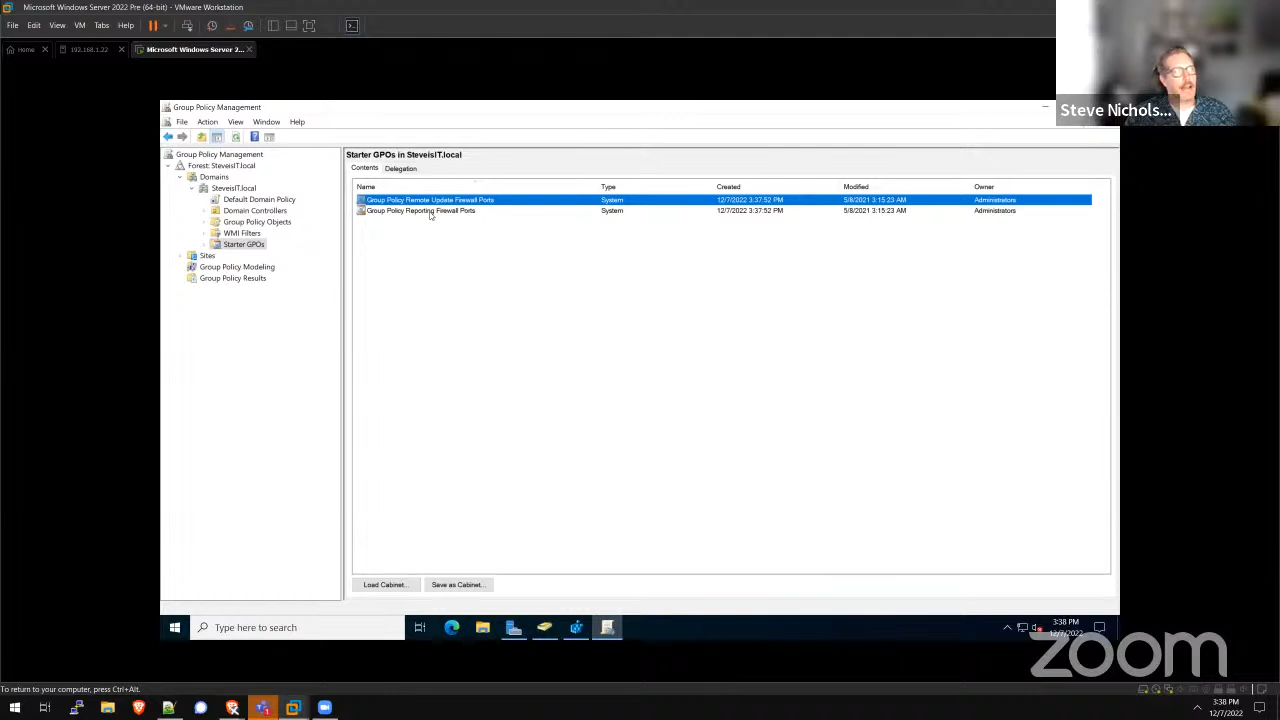 Microsoft Windows Server 2022 Pre (64-bit) - VMware Workstation
File Edit View VM Tabs Help
Home 192.168.1.22 Microsoft Windows Server 2...
Steve Nichols...
Group Policy Management
File Action View Window Help
Group Policy Management
Forest: SteveisIT.local
Domains
SteveisIT.local
Default Domain Policy
Domain Controllers
Group Policy Objects
WMI Filters
Starter GPOs
Sites
Group Policy Modeling
Group Policy Results
Starter GPOs in SteveisIT.local
Contents Delegation
Name Type Created Modified Owner
Group Policy Remote Update Firewall Ports System 12/7/2022 3:37:52 PM 5/8/2021 3:15:23 AM Administrators
Group Policy Reporting Firewall Ports System 12/7/2022 3:37:52 PM 5/8/2021 3:15:23 AM Administrators
Load Cabinet... Save as Cabinet...
Type here to search
3:38 PM
12/7/2022
zoom
To return to your computer, press Ctrl+Alt.
3:38 PM
12/7/2022